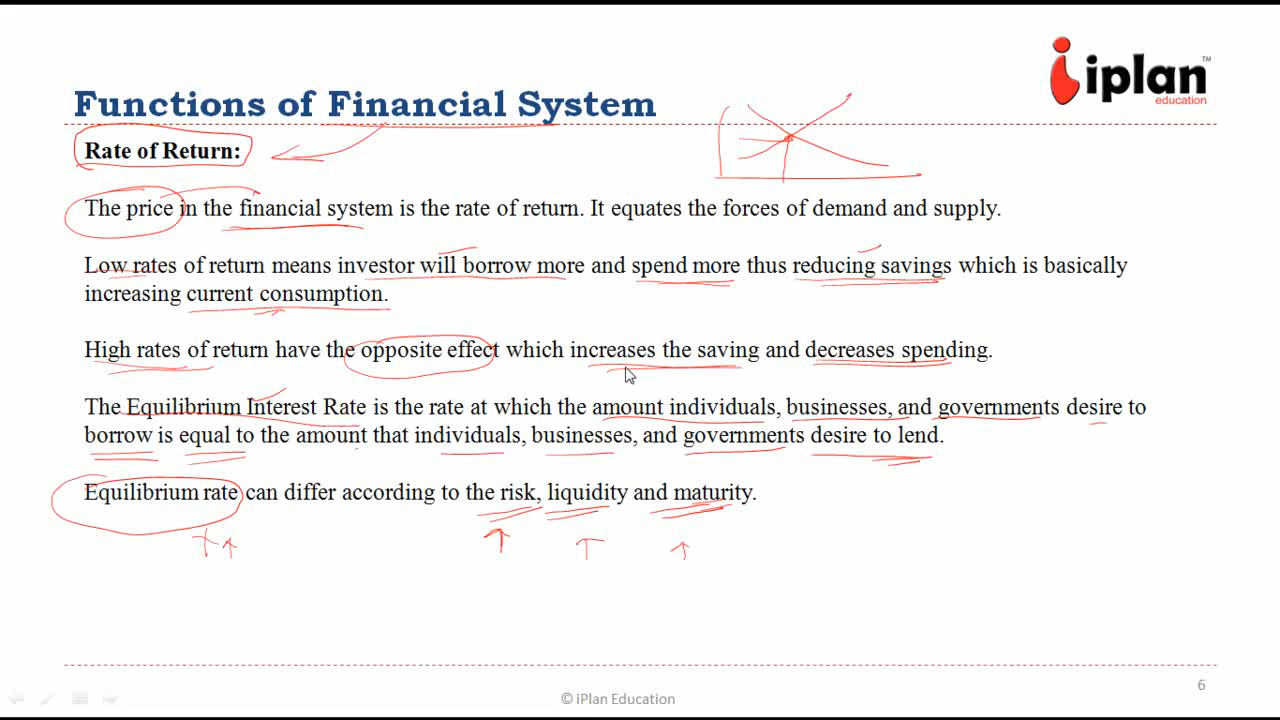 iplan™
education
Functions of Financial System
Rate of Return:
The price in the financial system is the rate of return. It equates the forces of demand and supply.
Low rates of return means investor will borrow more and spend more thus reducing savings which is basically
increasing current consumption.
High rates of return have the opposite effect which increases the saving and decreases spending.
The Equilibrium Interest Rate is the rate at which the amount individuals, businesses, and governments desire to
borrow is equal to the amount that individuals, businesses, and governments desire to lend.
Equilibrium rate can differ according to the risk, liquidity and maturity.
© iPlan Education
6